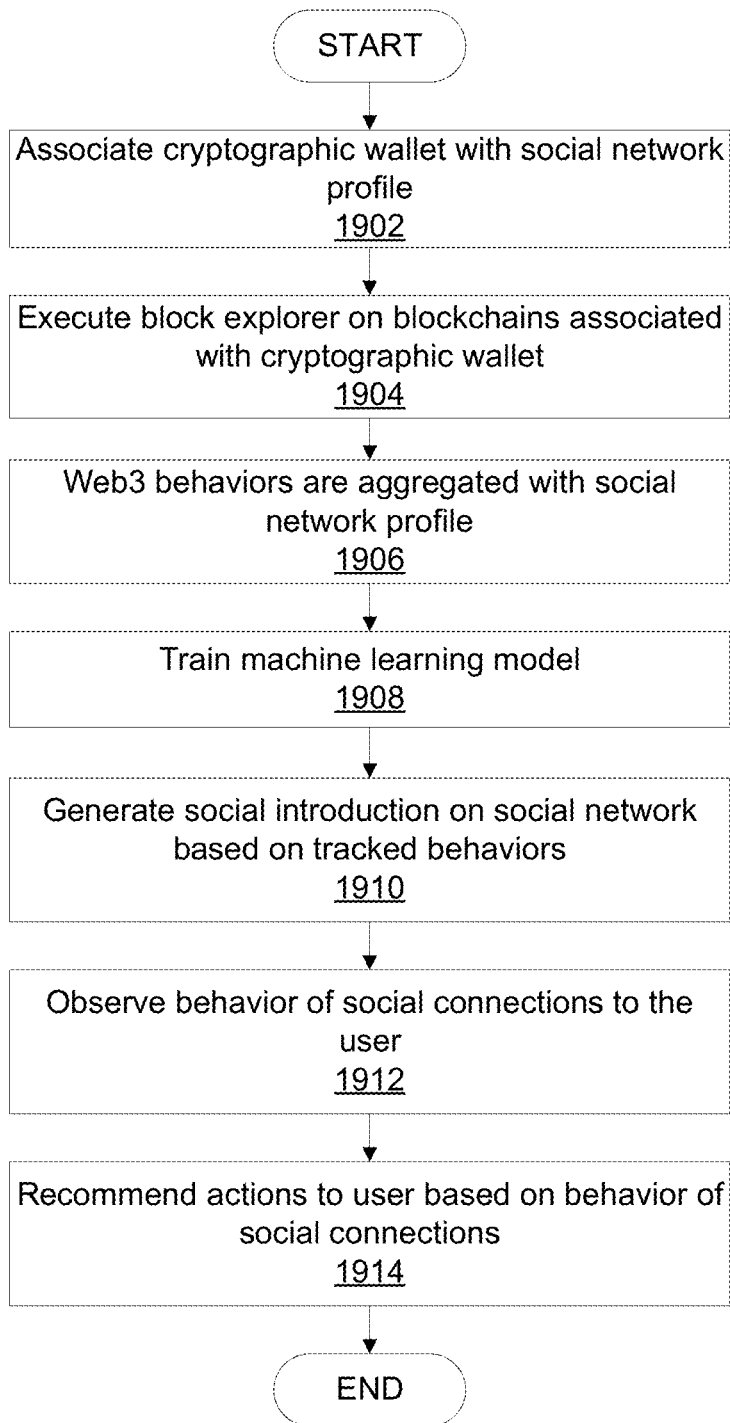 START
Associate cryptographic wallet with social network
profile
1902
Execute block explorer on blockchains associated
with cryptographic wallet
1904
Web3 behaviors are aggregated with social
network profile
1906
Train machine learning model
1908
Generate social introduction on social network
based on tracked behaviors
1910
Observe behavior of social connections to the
user
1912
Recommend actions to user based on behavior of
social connections
1914
END